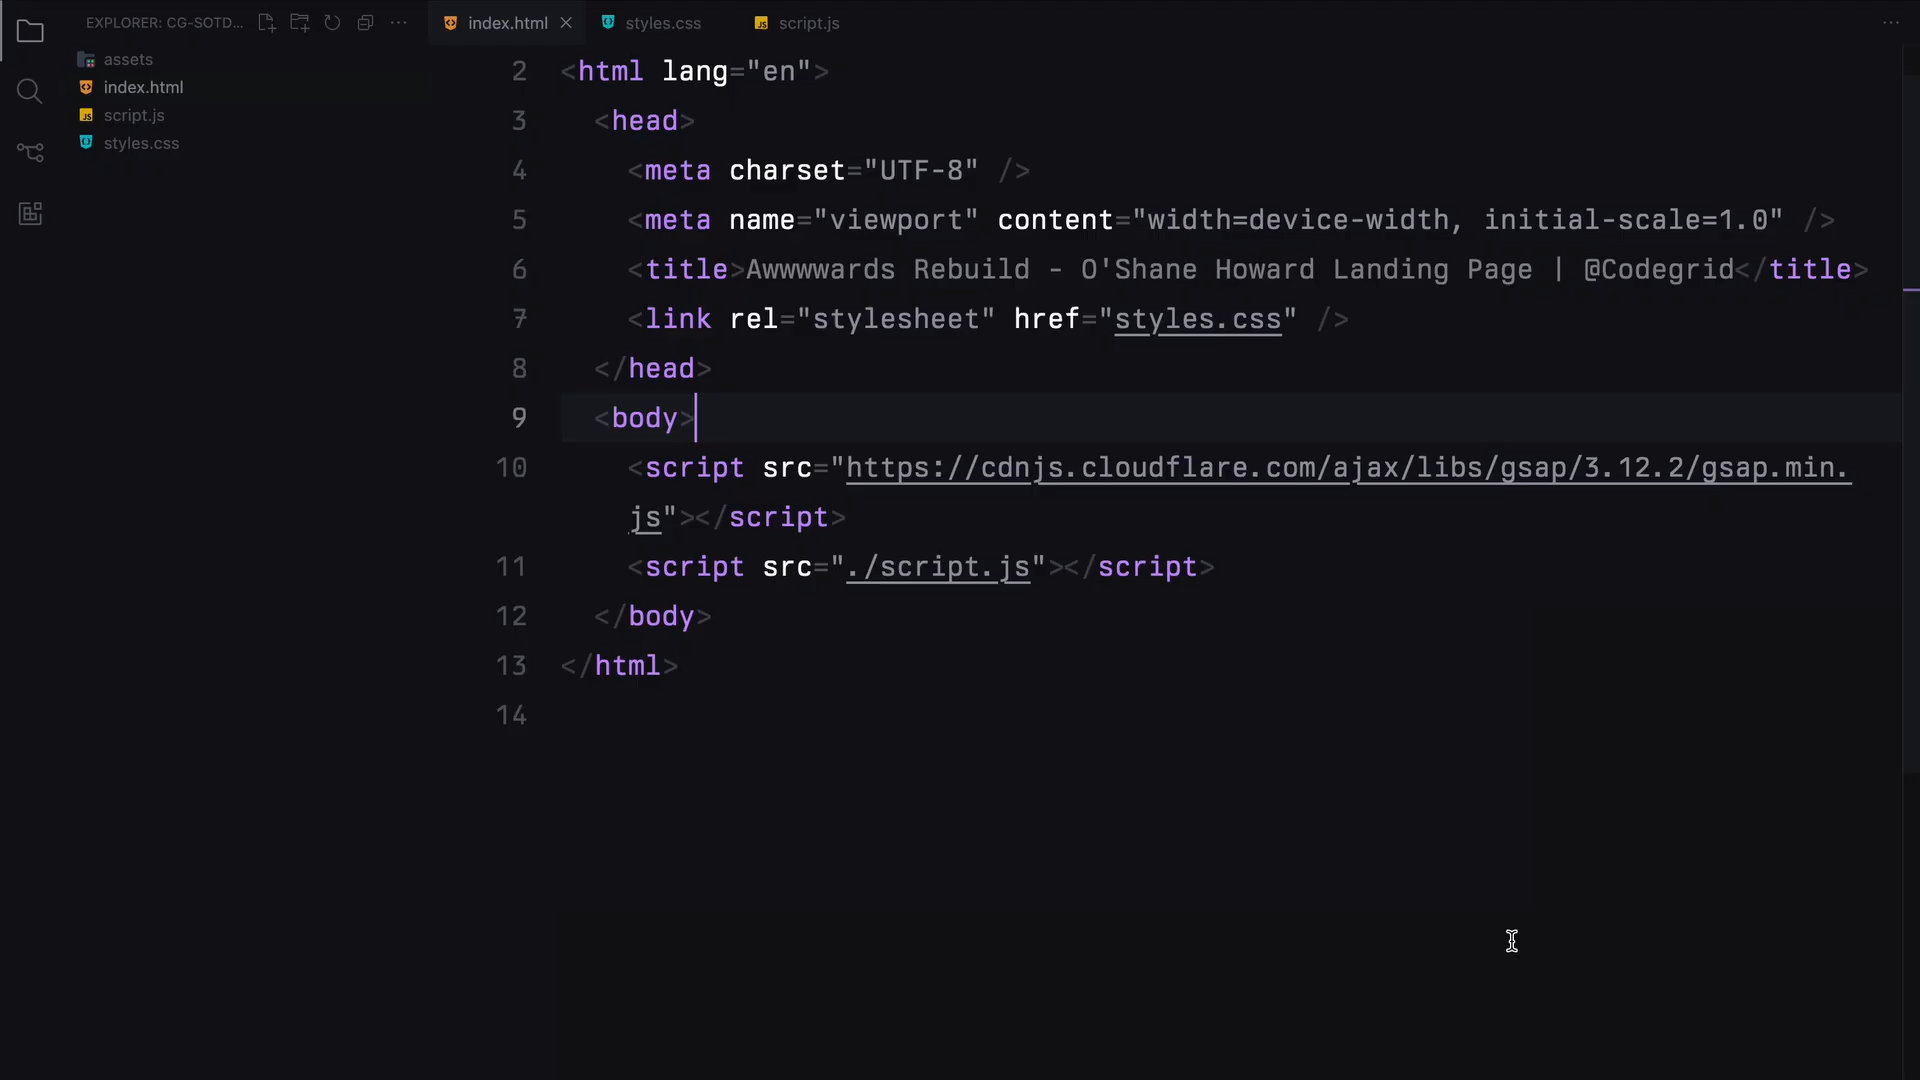 EXPLORER: CG-SOTD...
assets
index.html
script.js
styles.css
index.html
styles.css
script.js
2 <html lang="en">
3 <head>
4 <meta charset="UTF-8" />
5 <meta name="viewport" content="width=device-width, initial-scale=1.0" />
6 <title>Awwwwards Rebuild - O'Shane Howard Landing Page | @Codegrid</title>
7 <link rel="stylesheet" href="styles.css" />
8 </head>
9 <body>
10 <script src="https://cdnjs.cloudflare.com/ajax/libs/gsap/3.12.2/gsap.min.
js"></script>
11 <script src="./script.js"></script>
12 </body>
13 </html>
14